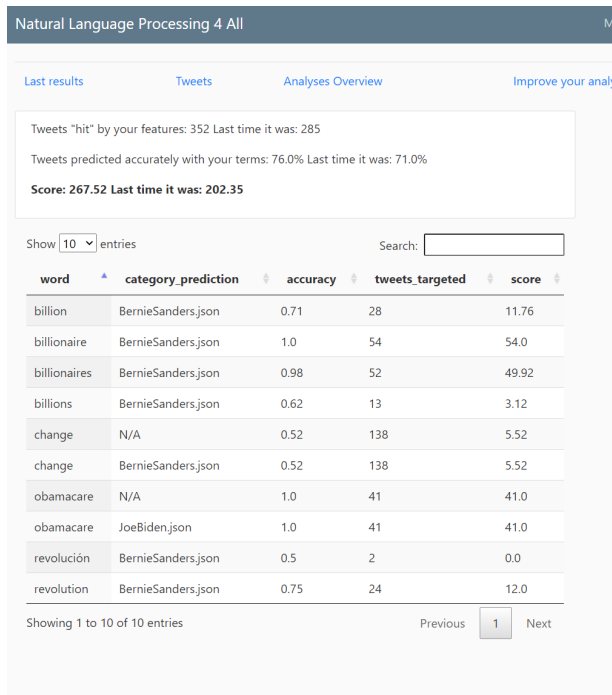 Natural Language Processing 4 All M
Last results Tweets Analyses Overview Improve your analy
Tweets "hit" by your features: 352 Last time it was: 285
Tweets predicted accurately with your terms: 76.0% Last time it was: 71.0%
Score: 267.52 Last time it was: 202.35
Show 10 entries Search:
word category_prediction accuracy tweets_targeted score
billion BernieSanders.json 0.71 28 11.76
billionaire BernieSanders.json 1.0 54 54.0
billionaires BernieSanders.json 0.98 52 49.92
billions BernieSanders.json 0.62 13 3.12
change N/A 0.52 138 5.52
change BernieSanders.json 0.52 138 5.52
obamacare N/A 1.0 41 41.0
obamacare JoeBiden.json 1.0 41 41.0
revolución BernieSanders.json 0.5 2 0.0
revolution BernieSanders.json 0.75 24 12.0
Showing 1 to 10 of 10 entries Previous 1 Next